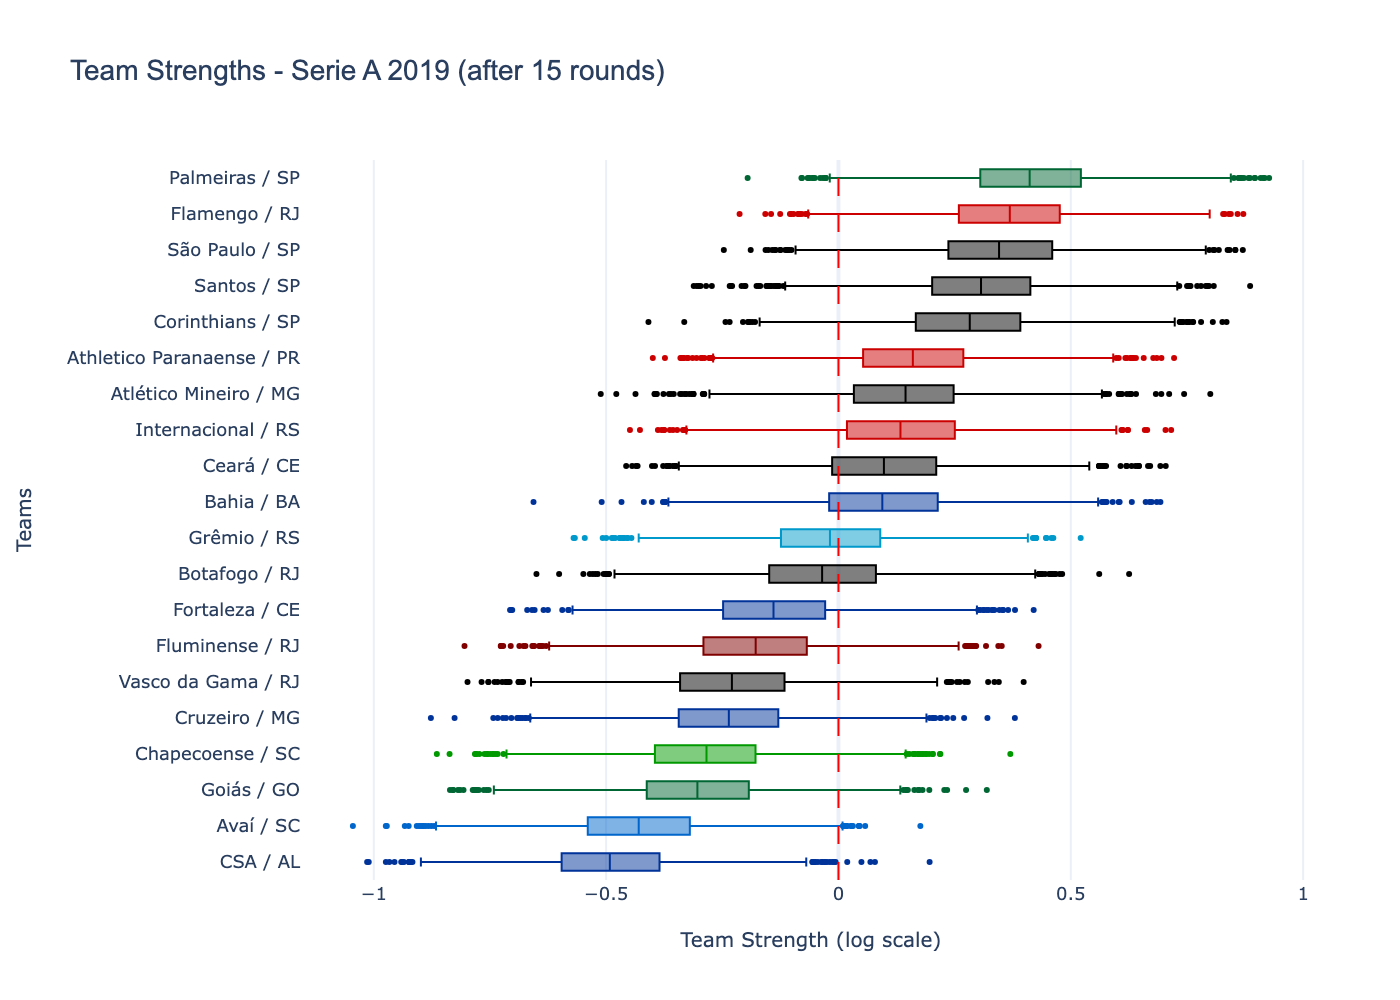 Team Strengths - Serie A 2019 (after 15 rounds)
Palmeiras / SP
Flamengo / RJ
São Paulo / SP
Santos / SP
Corinthians / SP
Athletico Paranaense / PR
Atlético Mineiro / MG
Internacional / RS
Ceará / CE
Bahia / BA
Grêmio / RS
Botafogo / RJ
Fortaleza / CE
Fluminense / RJ
Vasco da Gama / RJ
Cruzeiro / MG
Chapecoense / SC
Goiás / GO
Avaí / SC
CSA / AL
Teams
−1 −0.5 0 0.5 1
Team Strength (log scale)